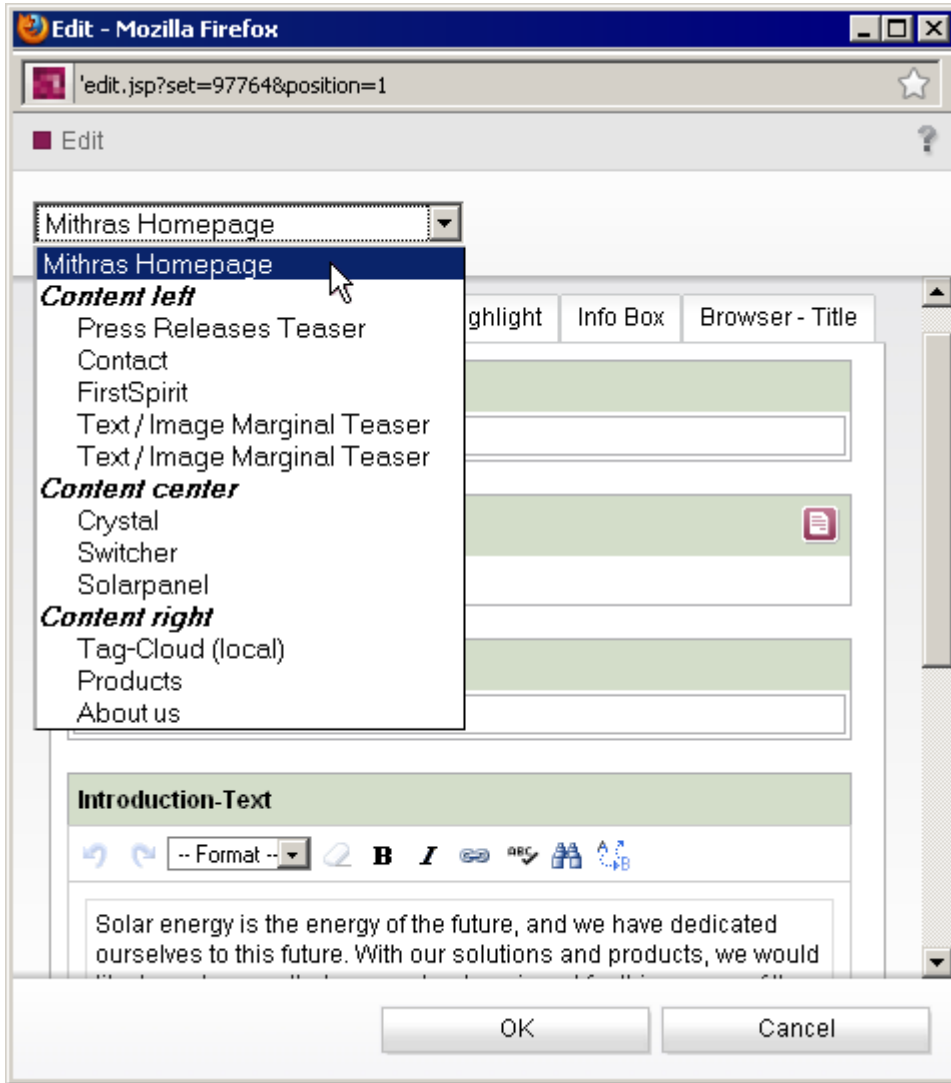 Edit - Mozilla Firefox
'edit.jsp?set=97764&position=1
Edit
?
Mithras Homepage
Mithras Homepage
Content left
Press Releases Teaser
Contact
FirstSpirit
Text / Image Marginal Teaser
Text / Image Marginal Teaser
Content center
Crystal
Switcher
Solarpanel
Content right
Tag-Cloud (local)
Products
About us
ghlight
Info Box
Browser - Title
Introduction-Text
-- Format --
B
I
ABC
A
B
Solar energy is the energy of the future, and we have dedicated
ourselves to this future. With our solutions and products, we would
OK
Cancel